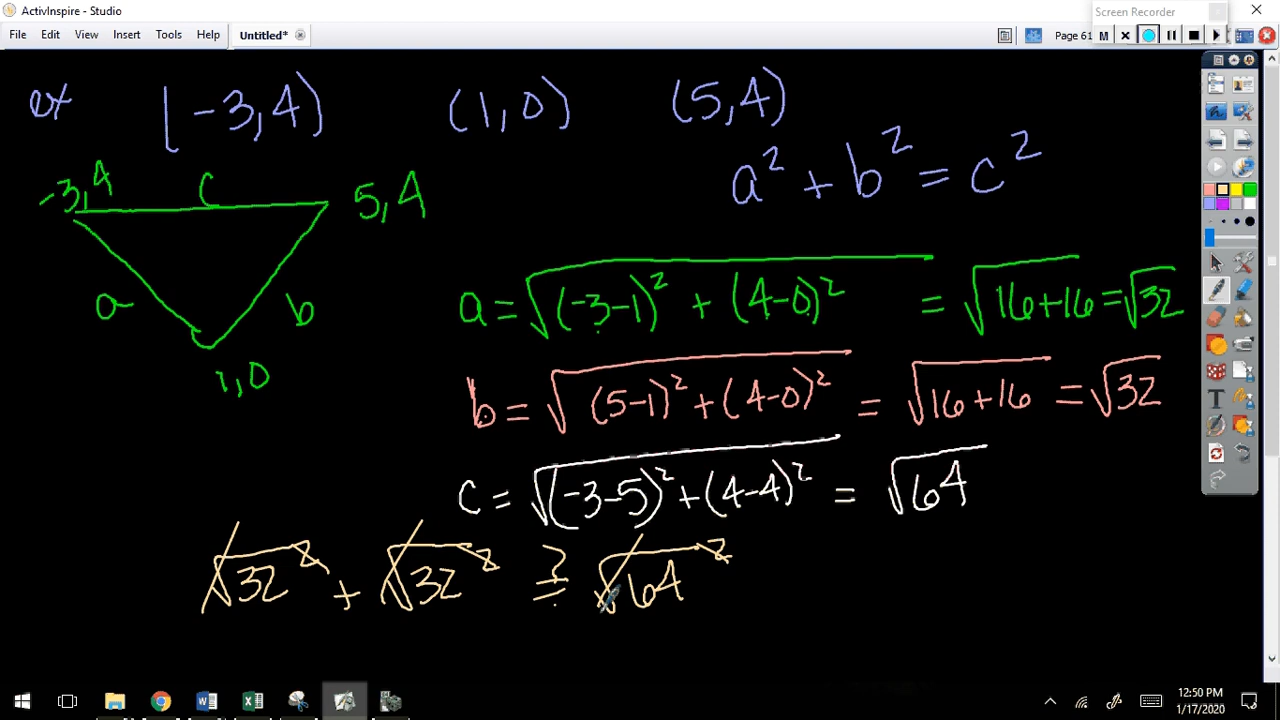 ActivInspire - Studio
Screen Recorder
File Edit View Insert Tools Help Untitled* Page 61
M
ex (-3,4) (1,0) (5,4)
a² + b² = c²
-3,4 c 5,4
a b
1,0
a = √(-3-1)² + (4-0)² = √16+16 = √32
b = √(5-1)² + (4-0)² = √16+16 = √32
c = √(-3-5)² + (4-4)² = √64
√32² + √32² ≟ √64²
12:50 PM
1/17/2020